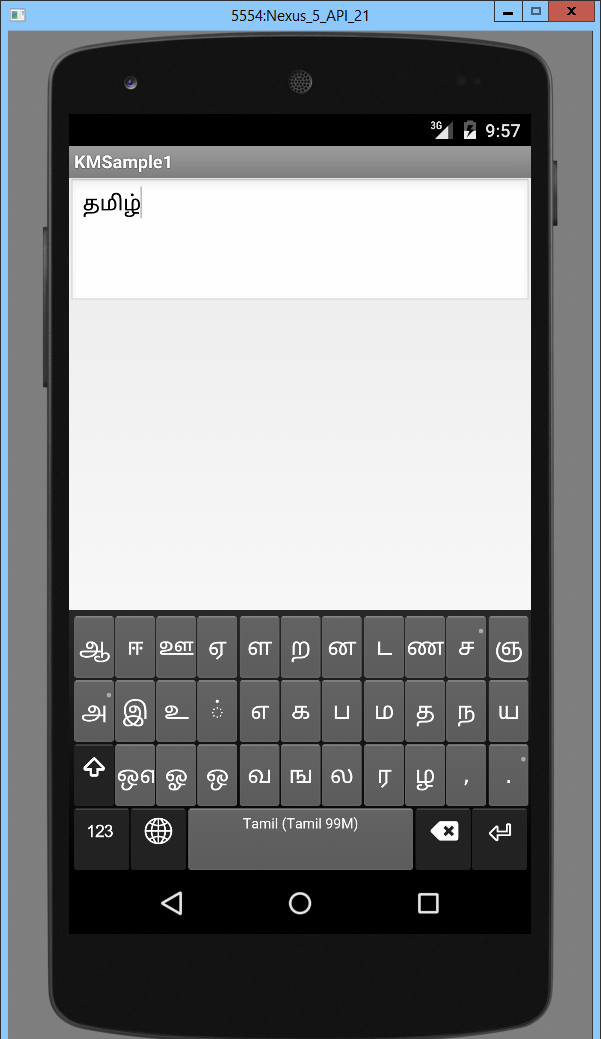 5554:Nexus_5_API_21
3G 9:57
KMSample1
தமிழ்
ஆ ஈ ஊ ஏ ள ற ன ட ண ச ஞ
அ இ உ ் எ க ப ம த ந ய
ஔ ஓ ஒ வ ங ல ர ழ , .
123 Tamil (Tamil 99M)